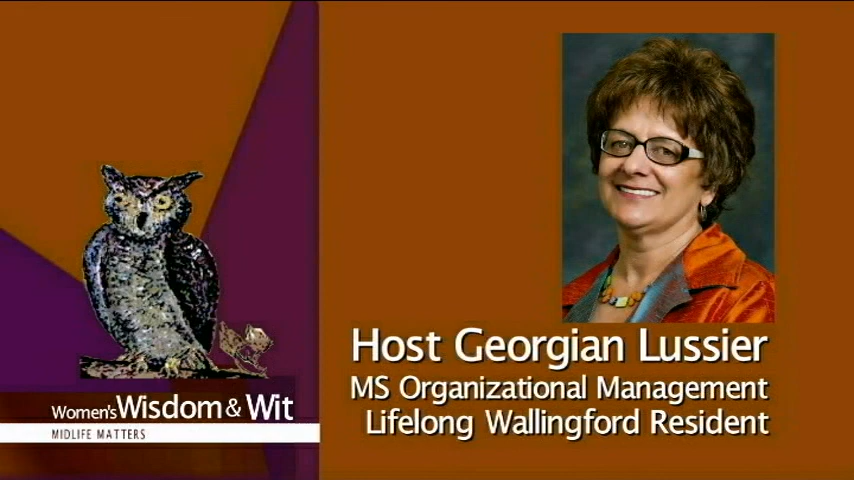 Women's Wisdom & Wit
MIDLIFE MATTERS
Host Georgian Lussier
MS Organizational Management
Lifelong Wallingford Resident